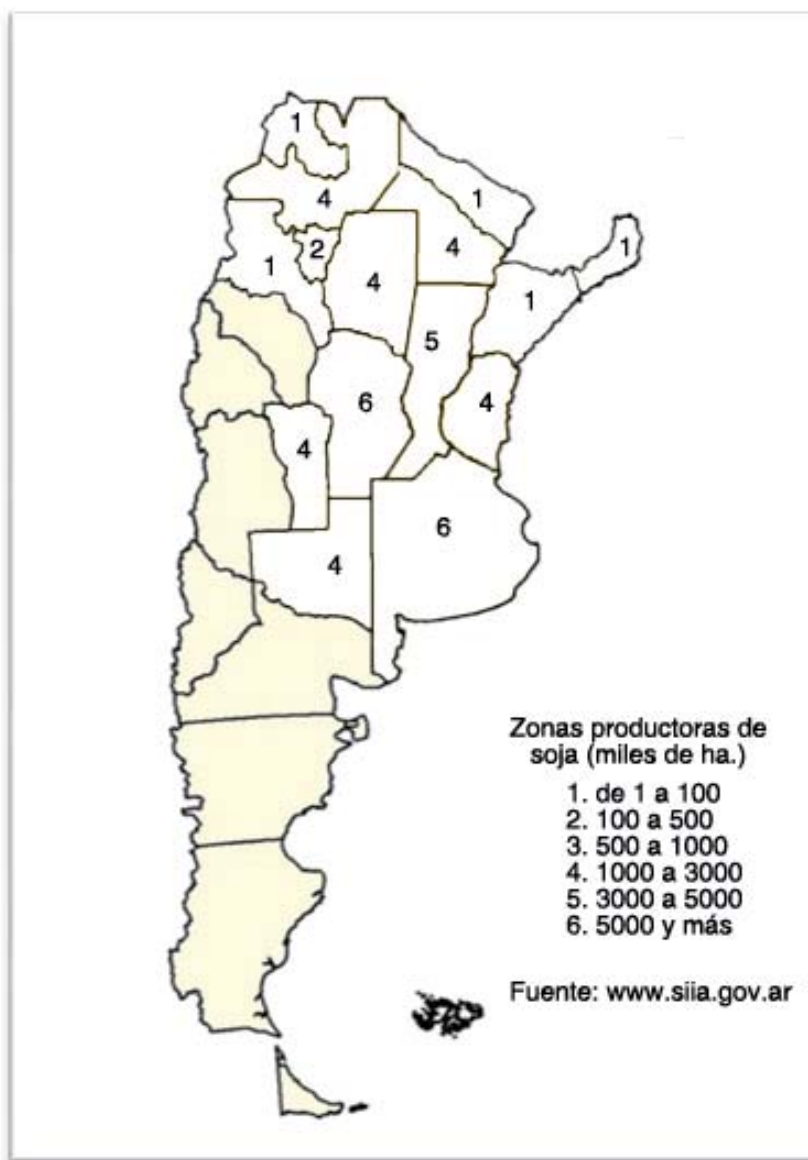 1
4
1
2
1
4
4
1
1
5
6
4
4
6
4
Zonas productoras de
soja (miles de ha.)
1. de 1 a 100
2. 100 a 500
3. 500 a 1000
4. 1000 a 3000
5. 3000 a 5000
6. 5000 y más
Fuente: www.siia.gov.ar